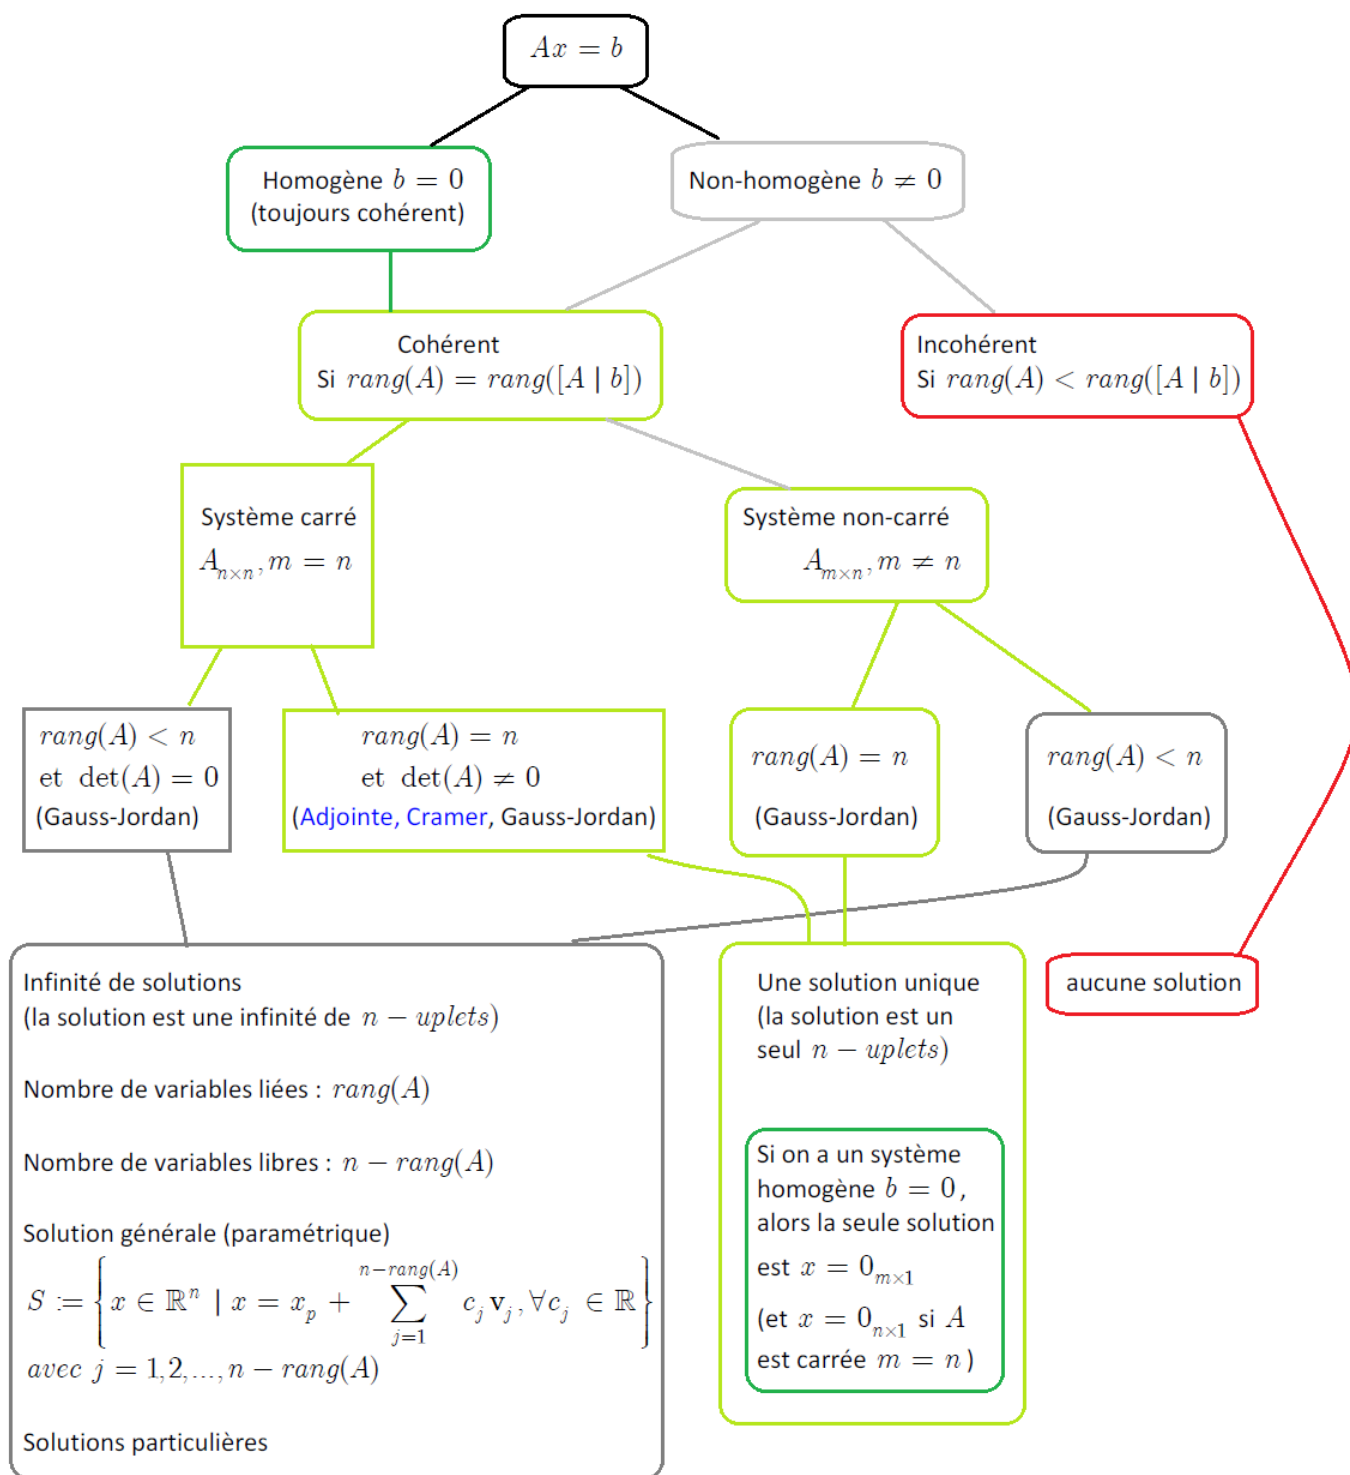 Ax = b
Homogène b = 0
(toujours cohérent)
Non-homogène b ≠ 0
Cohérent
Si rang(A) = rang([A | b])
Incohérent
Si rang(A) < rang([A | b])
Système carré
A_{n×n}, m = n
Système non-carré
A_{m×n}, m ≠ n
rang(A) < n
et det(A) = 0
(Gauss-Jordan)
rang(A) = n
et det(A) ≠ 0
(Adjointe, Cramer, Gauss-Jordan)
rang(A) = n
(Gauss-Jordan)
rang(A) < n
(Gauss-Jordan)
Infinité de solutions
(la solution est une infinité de n − uplets)
Nombre de variables liées : rang(A)
Nombre de variables libres : n − rang(A)
Solution générale (paramétrique)
S := {x ∈ ℝ^n | x = x_p + ∑_{j=1}^{n−rang(A)} c_j v_j, ∀c_j ∈ ℝ}
avec j = 1,2,...,n − rang(A)
Solutions particulières
Une solution unique
(la solution est un
seul n − uplets)
Si on a un système
homogène b = 0 ,
alors la seule solution
est x = 0_{m×1}
(et x = 0_{n×1} si A
est carrée m = n )
aucune solution